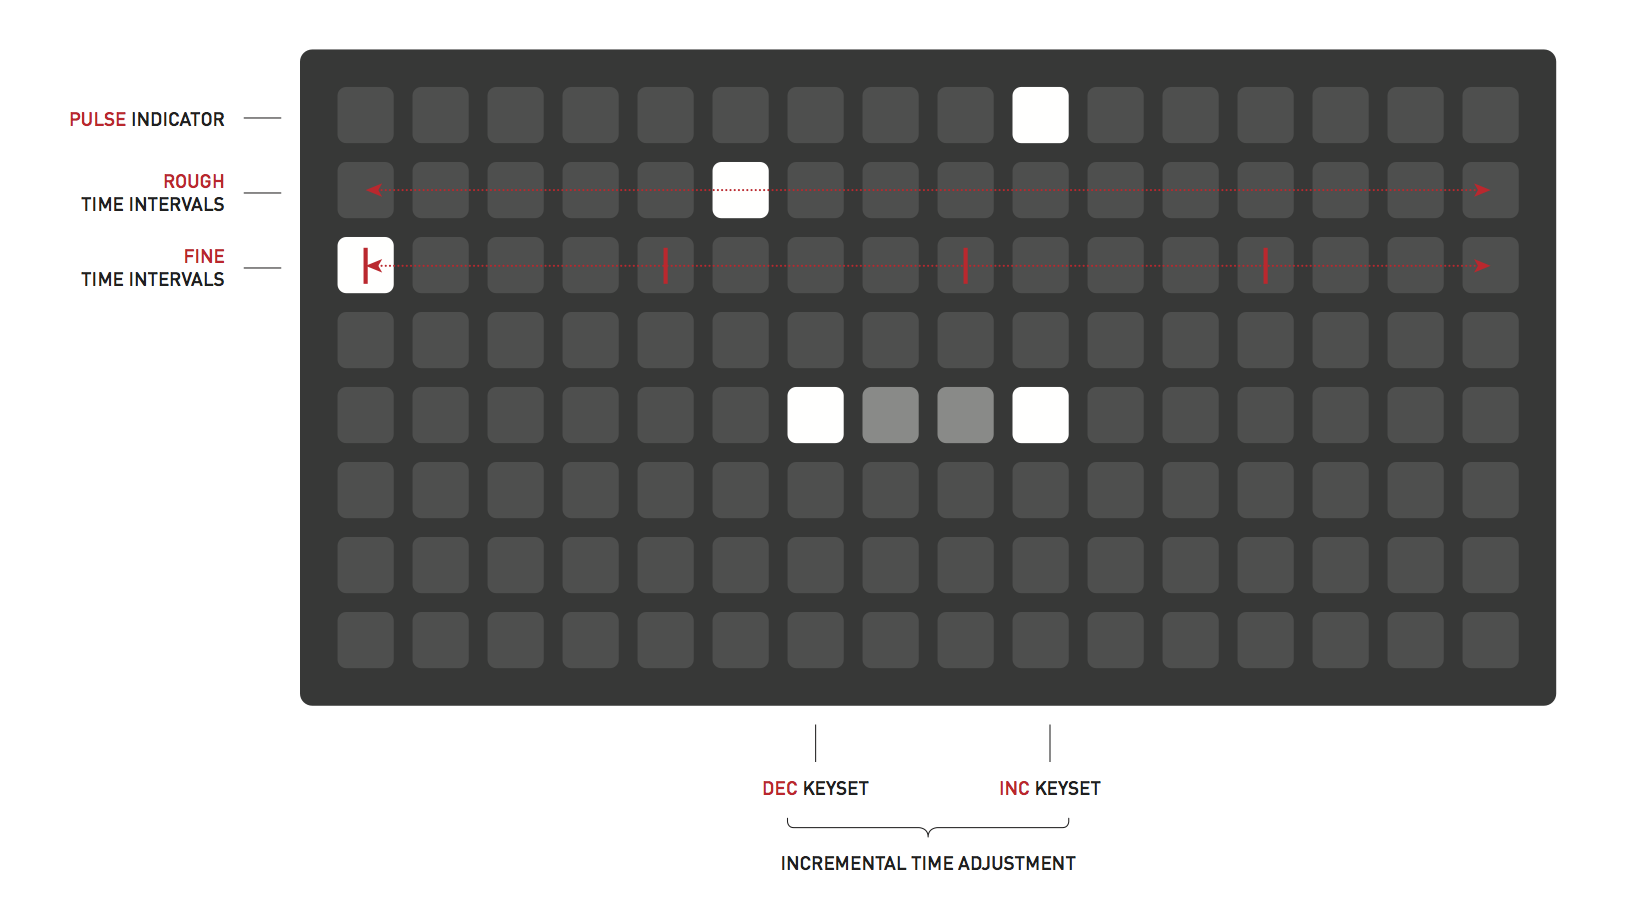 PULSE INDICATOR
ROUGH
TIME INTERVALS
FINE
TIME INTERVALS
DEC KEYSET
INC KEYSET
INCREMENTAL TIME ADJUSTMENT